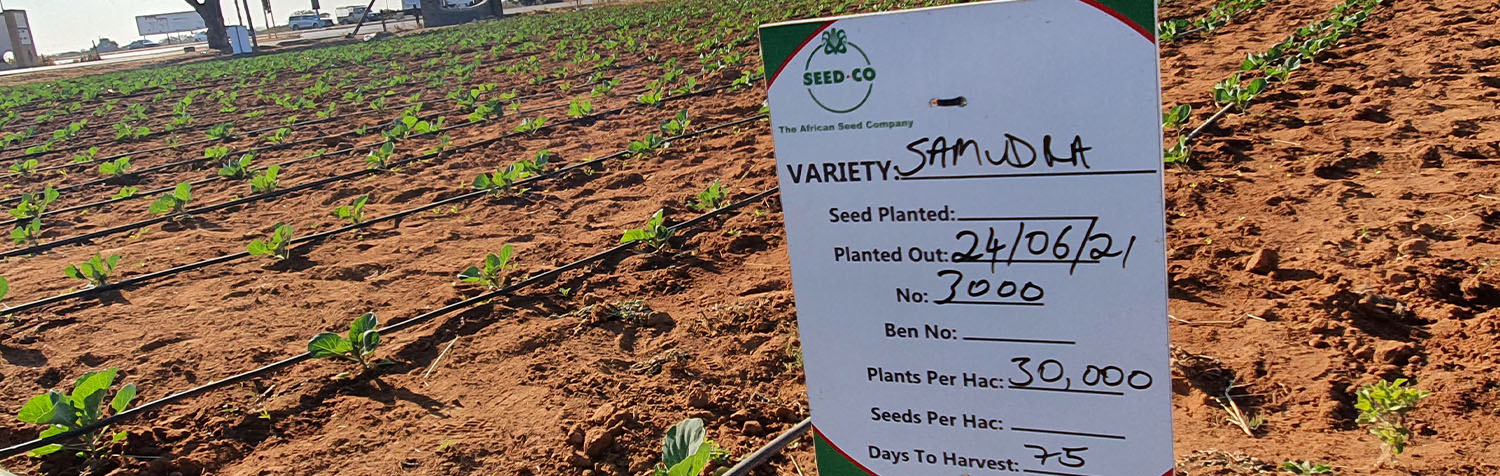 SEED·CO
The African Seed Company
VARIETY: SAMUDRA
Seed Planted:
Planted Out: 24/06/21
No: 3000
Ben No:
Plants Per Hac: 30,000
Seeds Per Hac:
Days To Harvest: 75